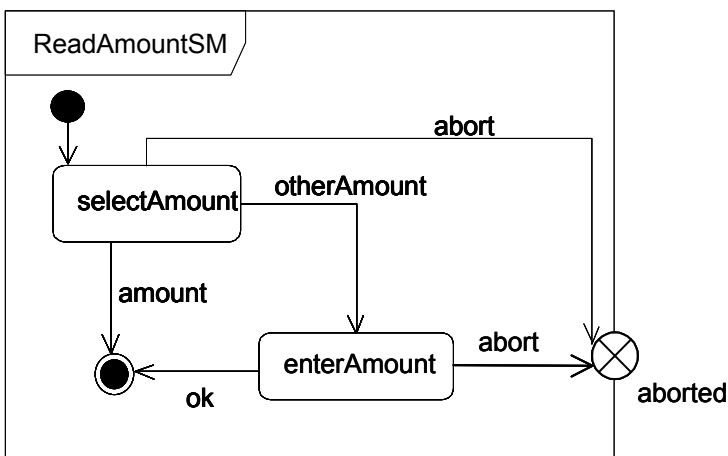 ReadAmountSM
abort
otherAmount
selectAmount
amount
abort
enterAmount
ok
aborted